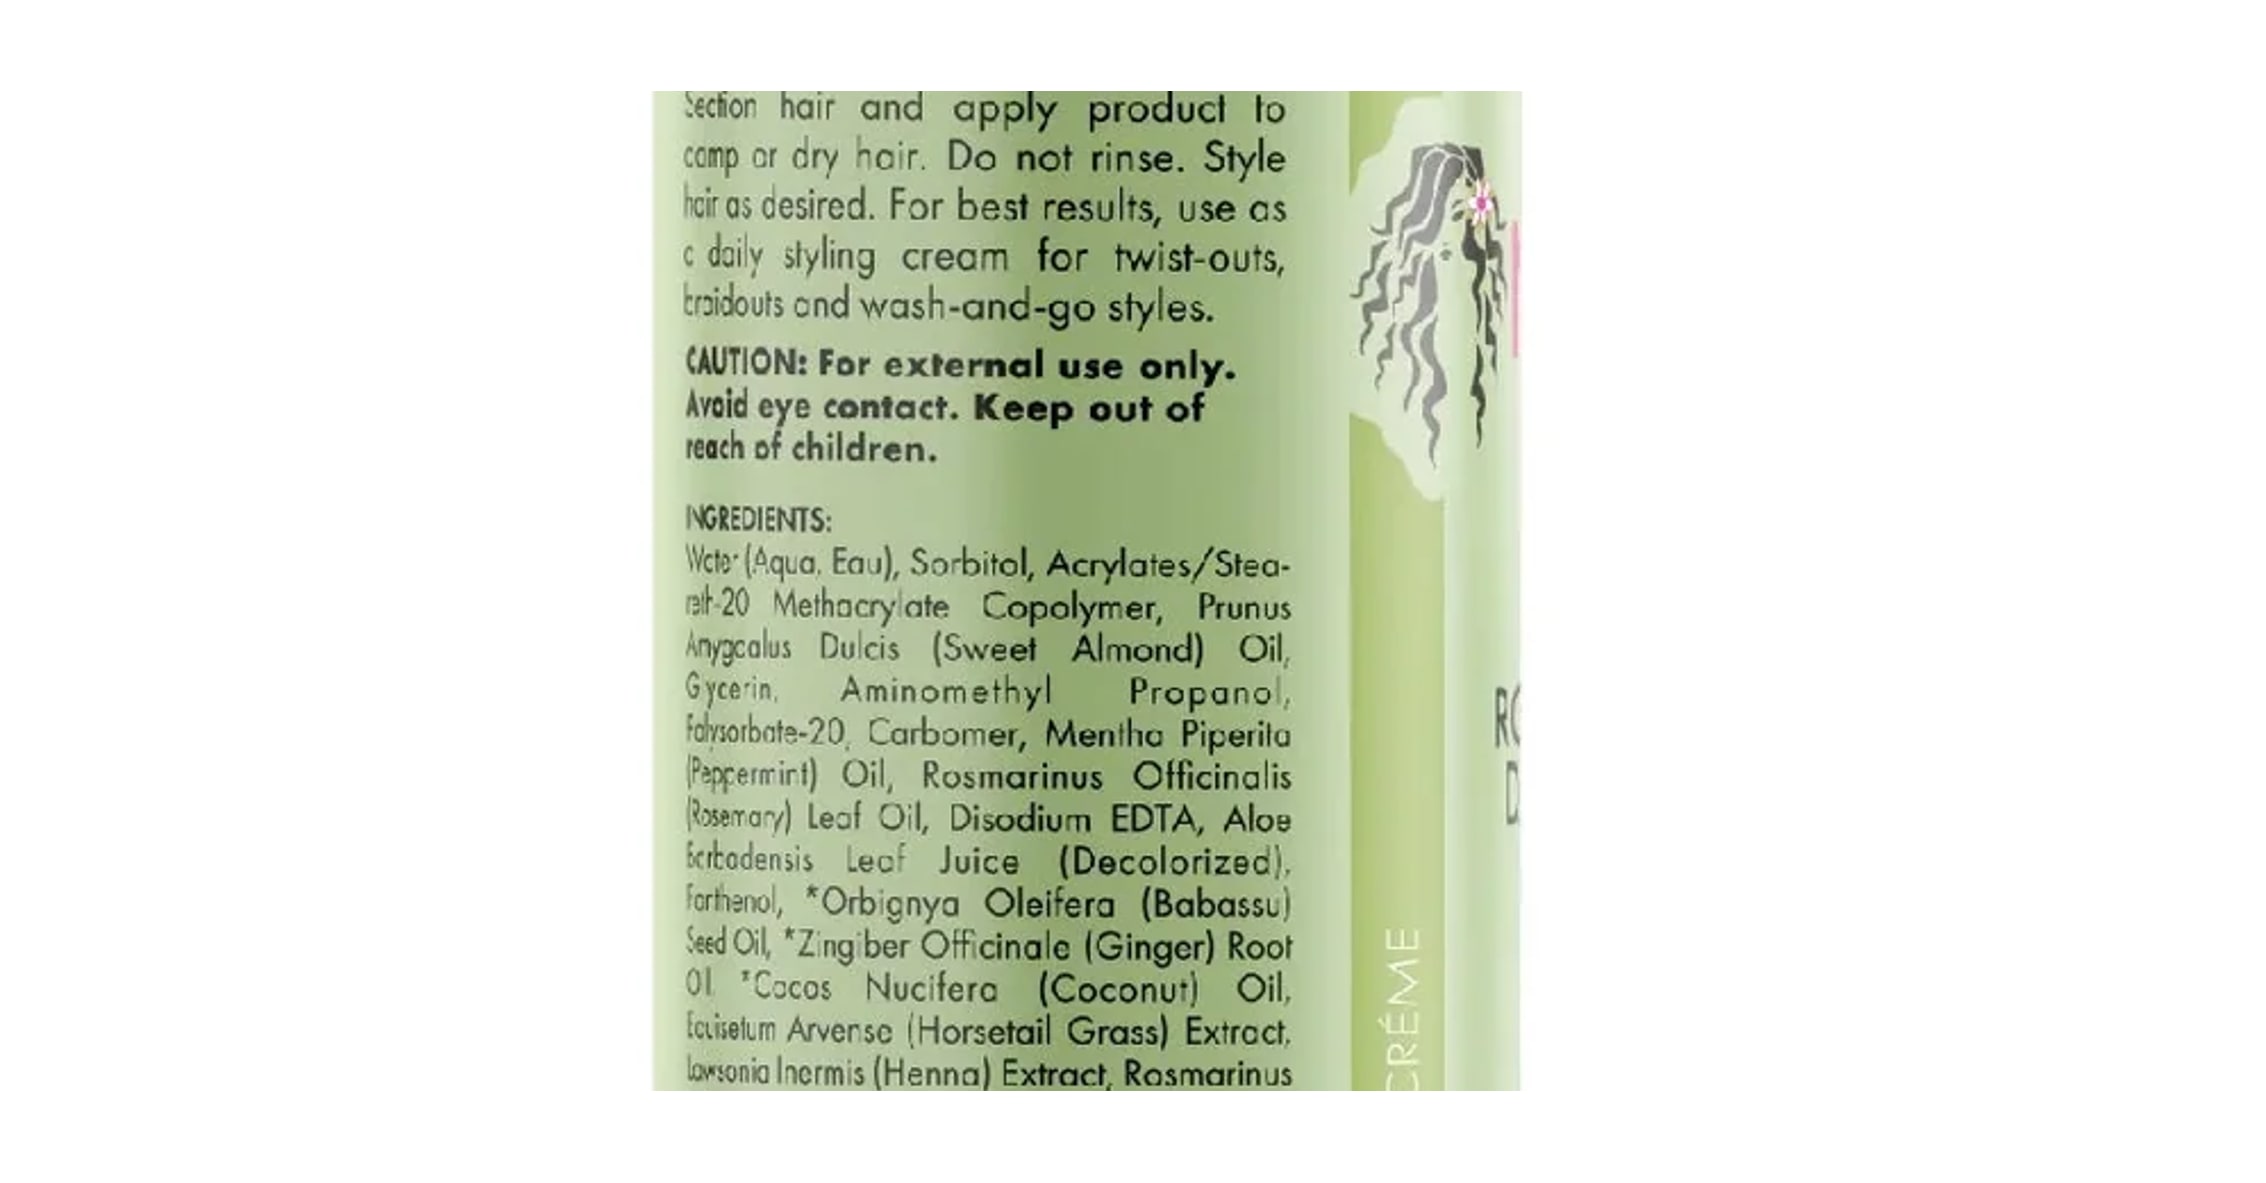 Section hair and apply product to
damp or dry hair. Do not rinse. Style
hair as desired. For best results, use as
a daily styling cream for twist-outs,
braidouts and wash-and-go styles.
CAUTION: For external use only.
Avoid eye contact. Keep out of
reach of children.
INGREDIENTS:
Water (Aqua, Eau), Sorbitol, Acrylates/Stea-
reth-20 Methacrylate Copolymer, Prunus
Amygdalus Dulcis (Sweet Almond) Oil,
Glycerin, Aminomethyl Propanol,
Polysorbate-20, Carbomer, Mentha Piperita
(Peppermint) Oil, Rosmarinus Officinalis
(Rosemary) Leaf Oil, Disodium EDTA, Aloe
Barbadensis Leaf Juice (Decolorized),
Panthenol, *Orbignya Oleifera (Babassu)
Seed Oil, *Zingiber Officinale (Ginger) Root
Oil, *Cocos Nucifera (Coconut) Oil,
Equisetum Arvense (Horsetail Grass) Extract,
Lawsonia Inermis (Henna) Extract, Rosmarinus
CRÉME